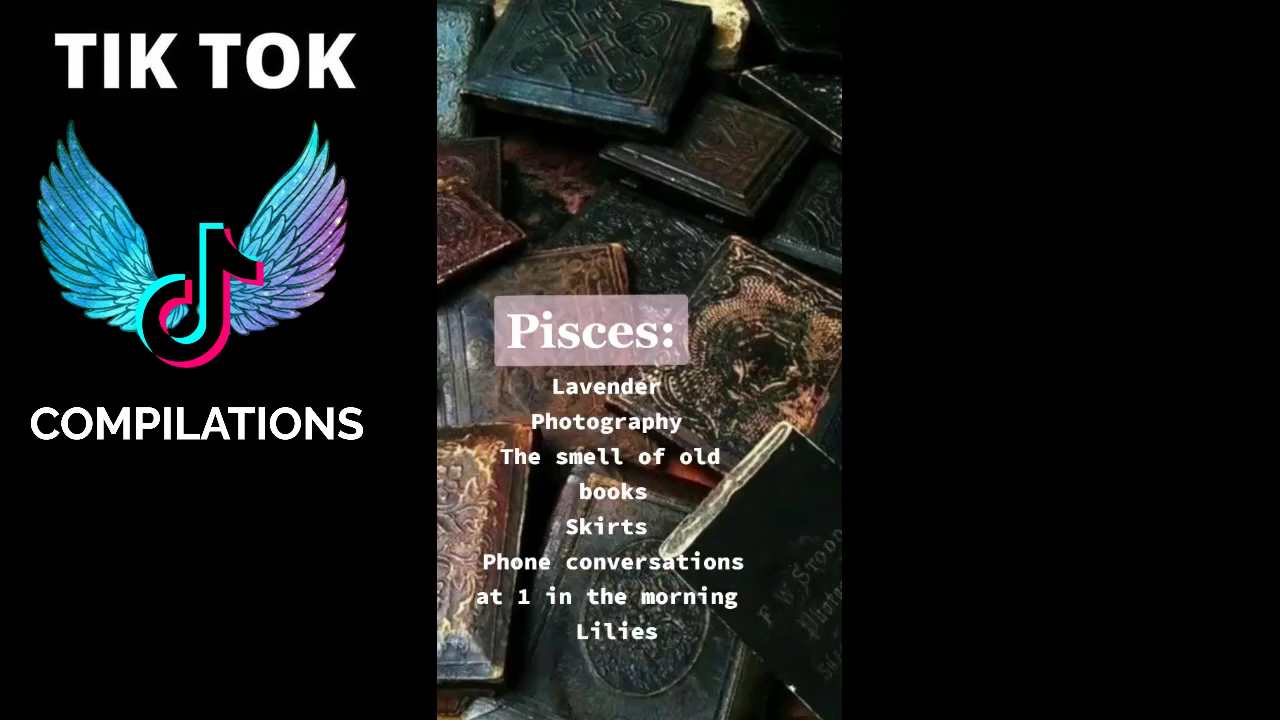 TIK TOK
COMPILATIONS
Pisces:
Lavender
Photography
The smell of old
books
Skirts
Phone conversations
at 1 in the morning
Lilies
F. W. Stoop